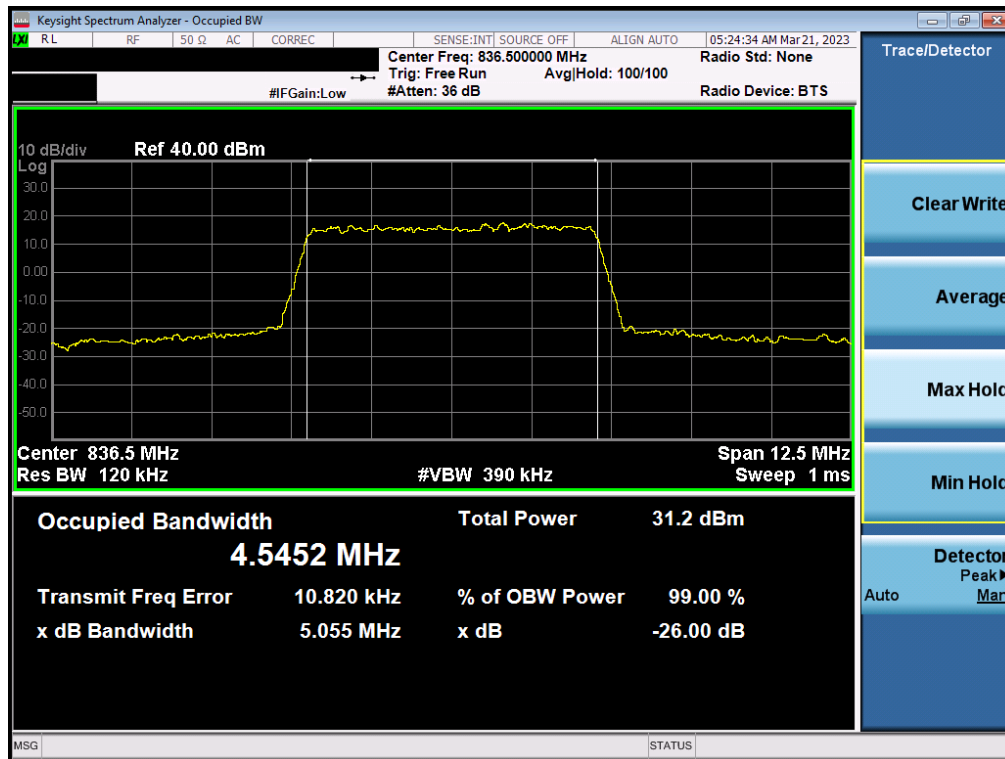 Keysight Spectrum Analyzer - Occupied BW
LXI RL RF 50 Ω AC CORREC SENSE:INT SOURCE OFF ALIGN AUTO 05:24:34 AM Mar 21, 2023
Center Freq: 836.500000 MHz Radio Std: None
Trig: Free Run Avg|Hold: 100/100
#IFGain:Low #Atten: 36 dB Radio Device: BTS
Trace/Detector
10 dB/div Ref 40.00 dBm
Log
30.0
20.0
10.0
0.00
-10.0
-20.0
-30.0
-40.0
-50.0
Center 836.5 MHz Span 12.5 MHz
Res BW 120 kHz #VBW 390 kHz Sweep 1 ms
Occupied Bandwidth Total Power 31.2 dBm
4.5452 MHz
Transmit Freq Error 10.820 kHz % of OBW Power 99.00 %
x dB Bandwidth 5.055 MHz x dB -26.00 dB
Clear Write
Average
Max Hold
Min Hold
Detector
Peak
Auto Man
MSG STATUS